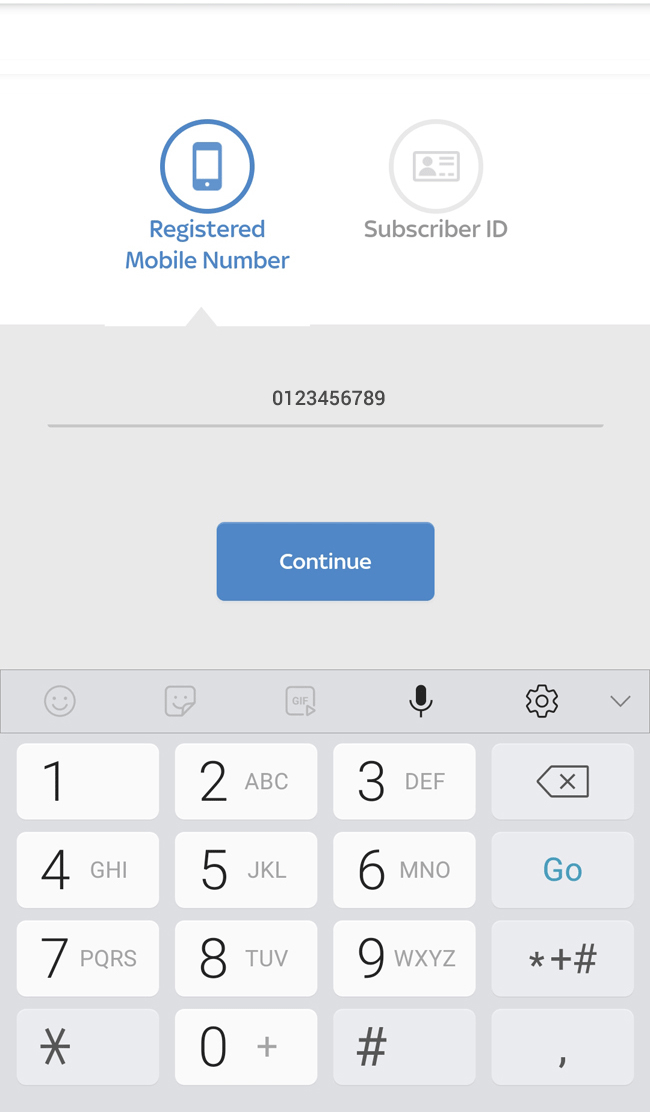 Registered
Mobile Number
Subscriber ID
0123456789
Continue
GIF
1
2 ABC
3 DEF
4 GHI
5 JKL
6 MNO
Go
7 PQRS
8 TUV
9 WXYZ
*+#
*
0 +
#
,